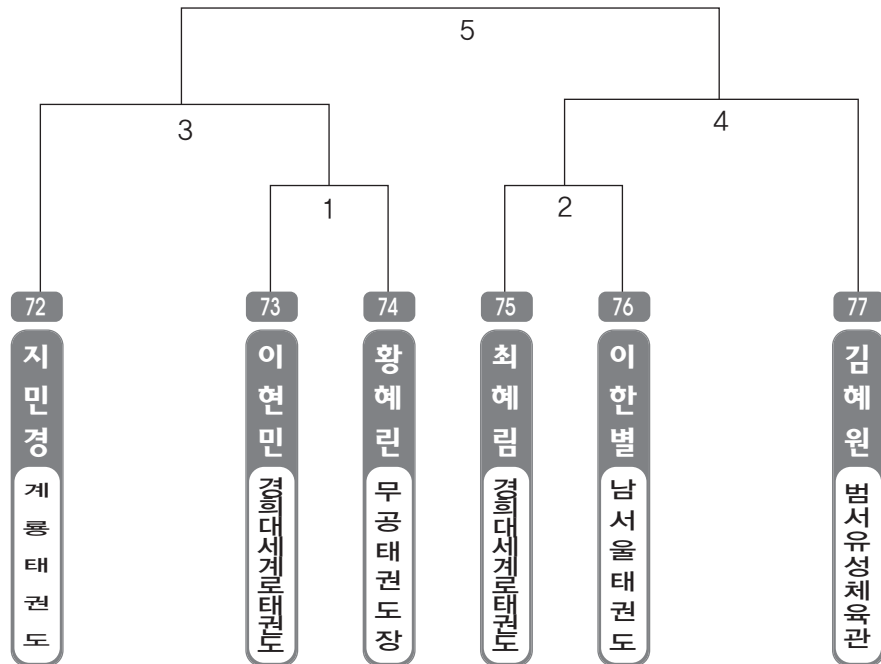 5
3
4
1
2
72
73
74
75
76
77
지민경
이현민
황혜린
최혜림
이한별
김혜원
계룡태권도
경희대세계로태권도
무공태권도장
경희대세계로태권도
남서울태권도
범서유성체육관